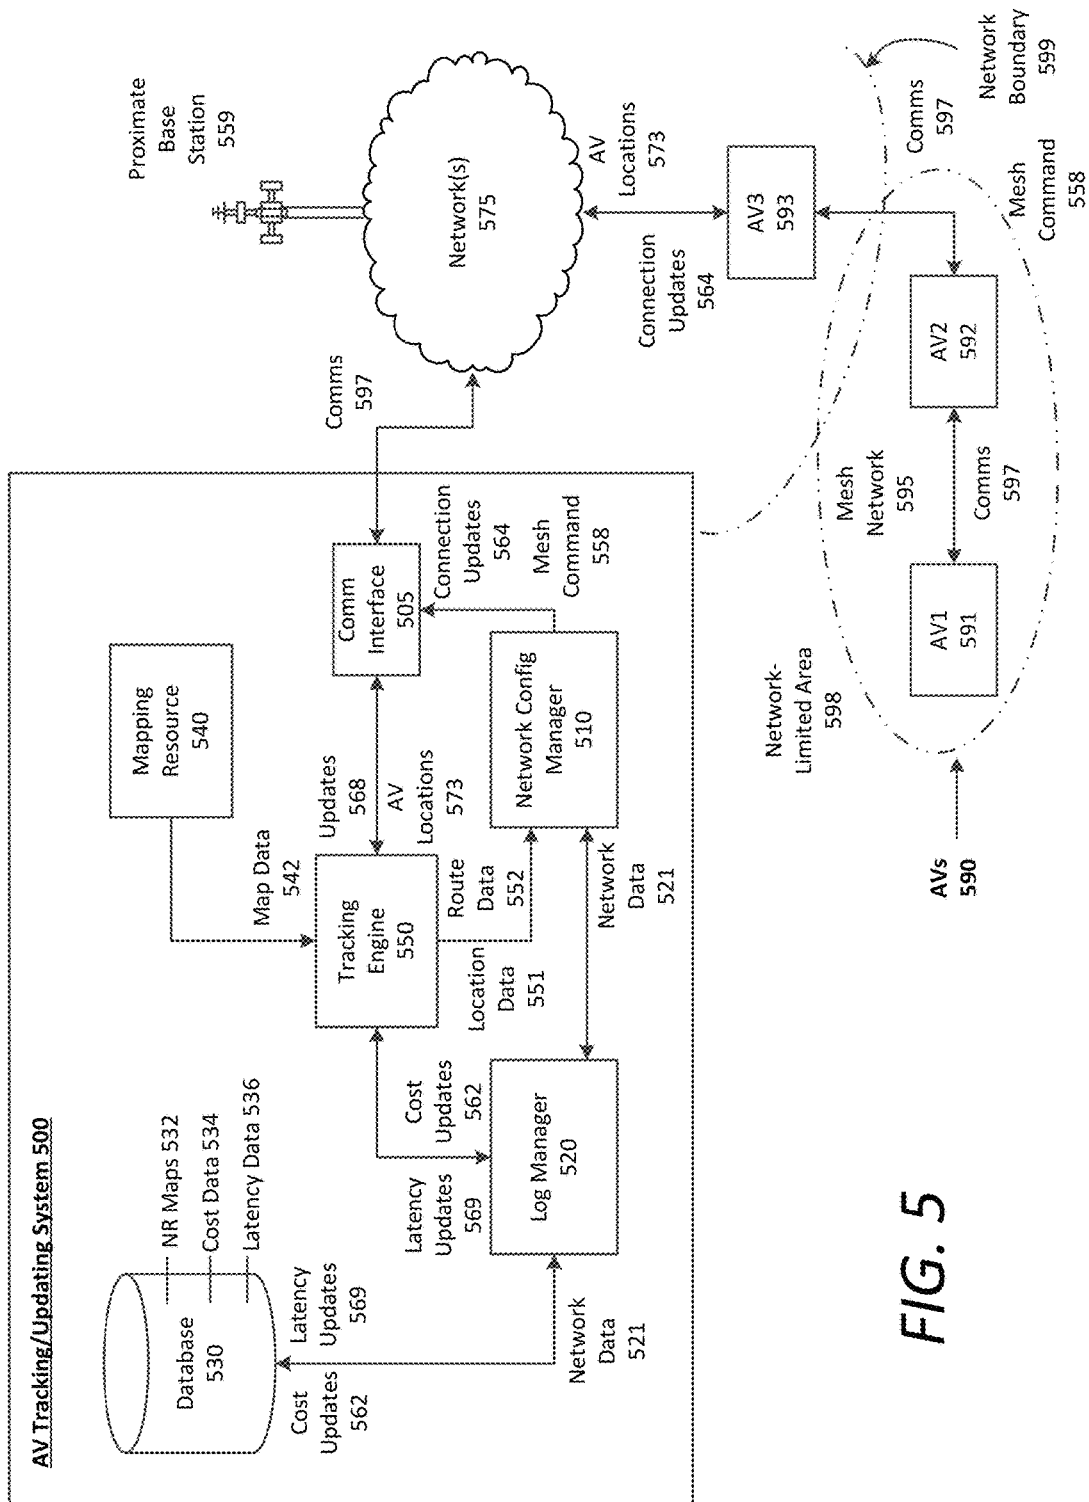 AV Tracking/Updating System 500
Database
530
NR Maps 532
Cost Data 534
Latency Data 536
Cost
Updates
562
Latency
Updates
569
Network
Data
521
Log Manager
520
Latency
Updates
569
Cost
Updates
562
Map Data
542
Mapping
Resource
540
Tracking
Engine
550
Updates
568
AV
Locations
573
Location
Data
551
Route
Data
552
Network
Data
521
Network Config
Manager
510
Comm
Interface
505
Connection
Updates
564
Mesh
Command
558
Comms
597
Proximate
Base
Station
559
Network(s)
575
Connection
Updates
564
AV
Locations
573
AV3
593
Network-
Limited Area
598
Mesh
Network
595
AV1
591
Comms
597
AV2
592
Comms
597
Network
Boundary
599
Mesh
Command
558
AVs
590
FIG. 5